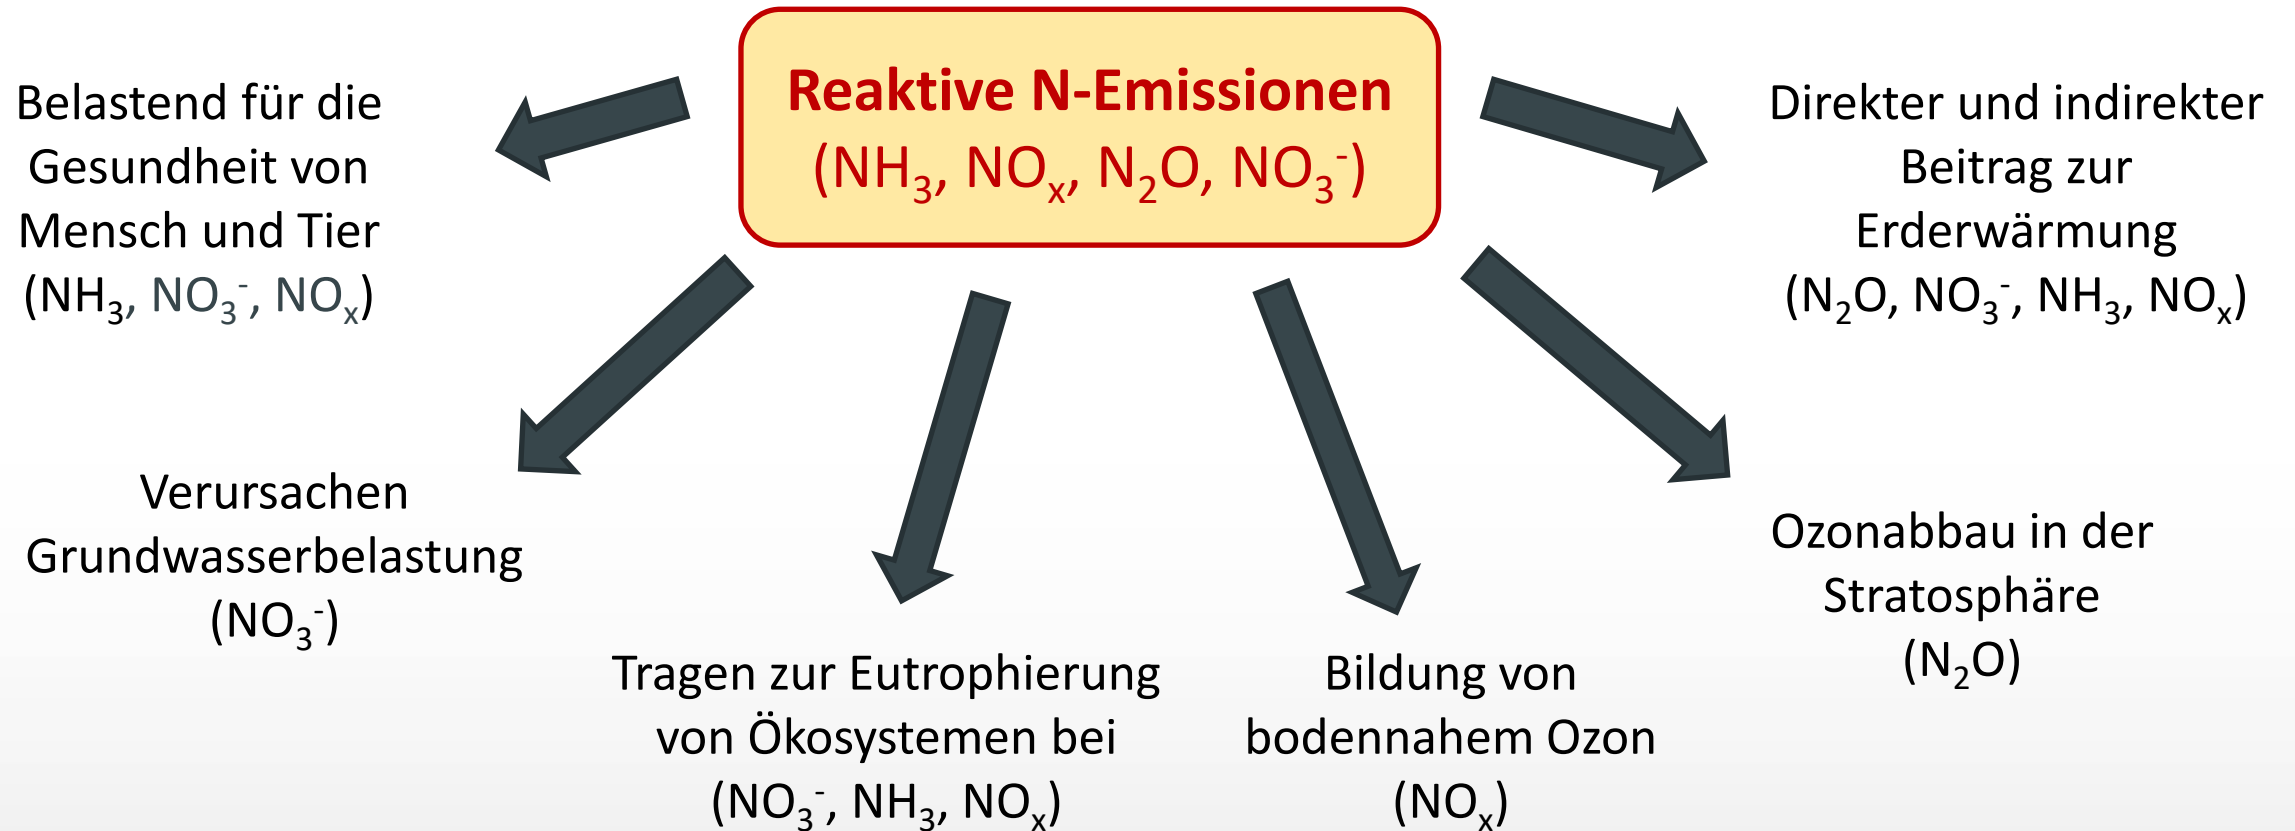 Reaktive N-Emissionen
(NH₃, NOₓ, N₂O, NO₃⁻)
Belastend für die
Gesundheit von
Mensch und Tier
(NH₃, NO₃⁻, NOₓ)
Direkter und indirekter
Beitrag zur
Erderwärmung
(N₂O, NO₃⁻, NH₃, NOₓ)
Verursachen
Grundwasserbelastung
(NO₃⁻)
Tragen zur Eutrophierung
von Ökosystemen bei
(NO₃⁻, NH₃, NOₓ)
Bildung von
bodennahem Ozon
(NOₓ)
Ozonabbau in der
Stratosphäre
(N₂O)